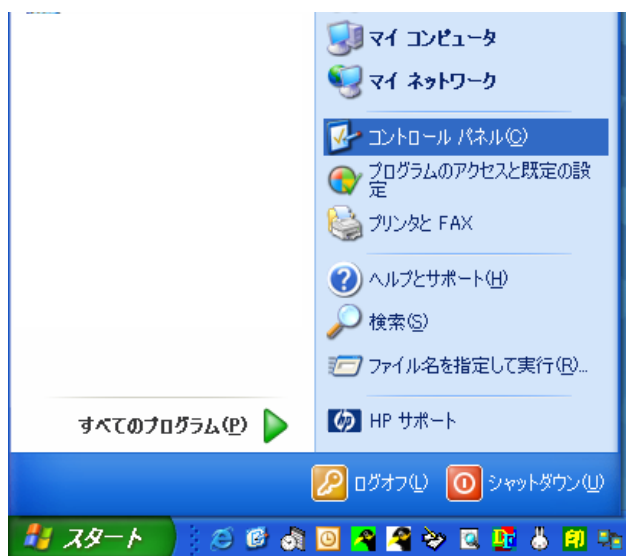 マイ コンピュータ
マイ ネットワーク
コントロール パネル(C)
プログラムのアクセスと既定の設
定
プリンタと FAX
ヘルプとサポート(H)
検索(S)
ファイル名を指定して実行(R)...
すべてのプログラム(P)
hp HP サポート
ログオフ(L) シャットダウン(U)
スタート 印